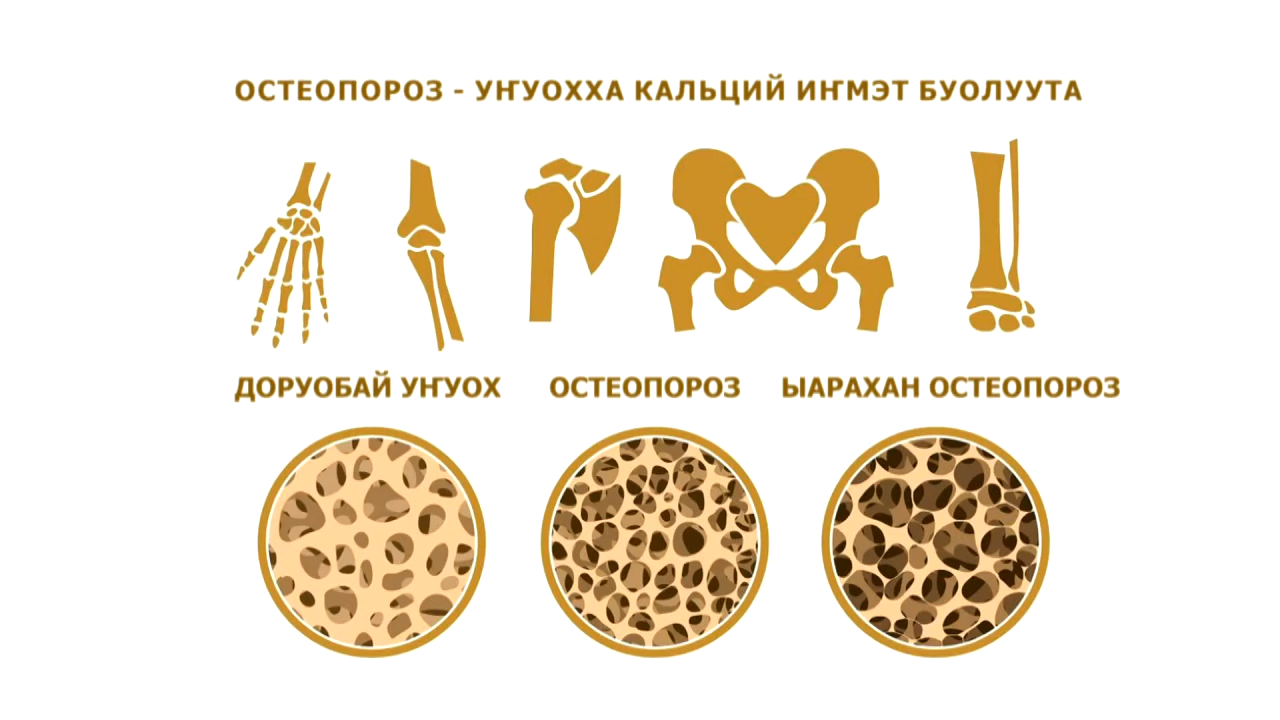 ОСТЕОПОРОЗ - УҤУОХХА КАЛЬЦИЙ ИҤМЭТ БУОЛУУТА
ДОРУОБАЙ УҤУОХ ОСТЕОПОРОЗ ЫАРАХАН ОСТЕОПОРОЗ